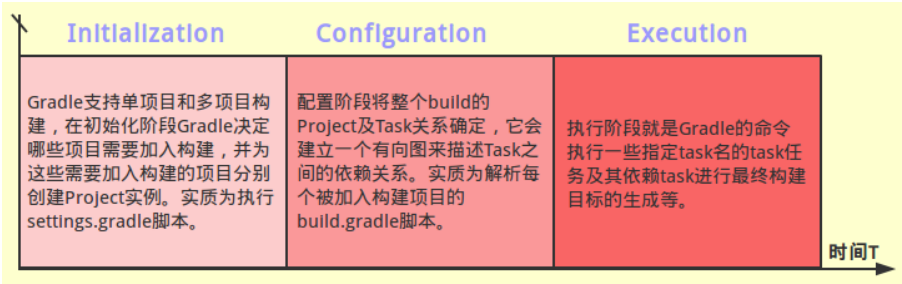 Initialization
Configuration
Execution
Gradle支持单项目和多项目构
建，在初始化阶段Gradle决定
哪些项目需要加入构建，并为
这些需要加入构建的项目分别
创建Project实例。实质为执行
settings.gradle脚本。
配置阶段将整个build的
Project及Task关系确定，它会
建立一个有向图来描述Task之
间的依赖关系。实质为解析每
个被加入构建项目的
build.gradle脚本。
执行阶段就是Gradle的命令
执行一些指定task名的task任
务及其依赖task进行最终构建
目标的生成等。
时间T